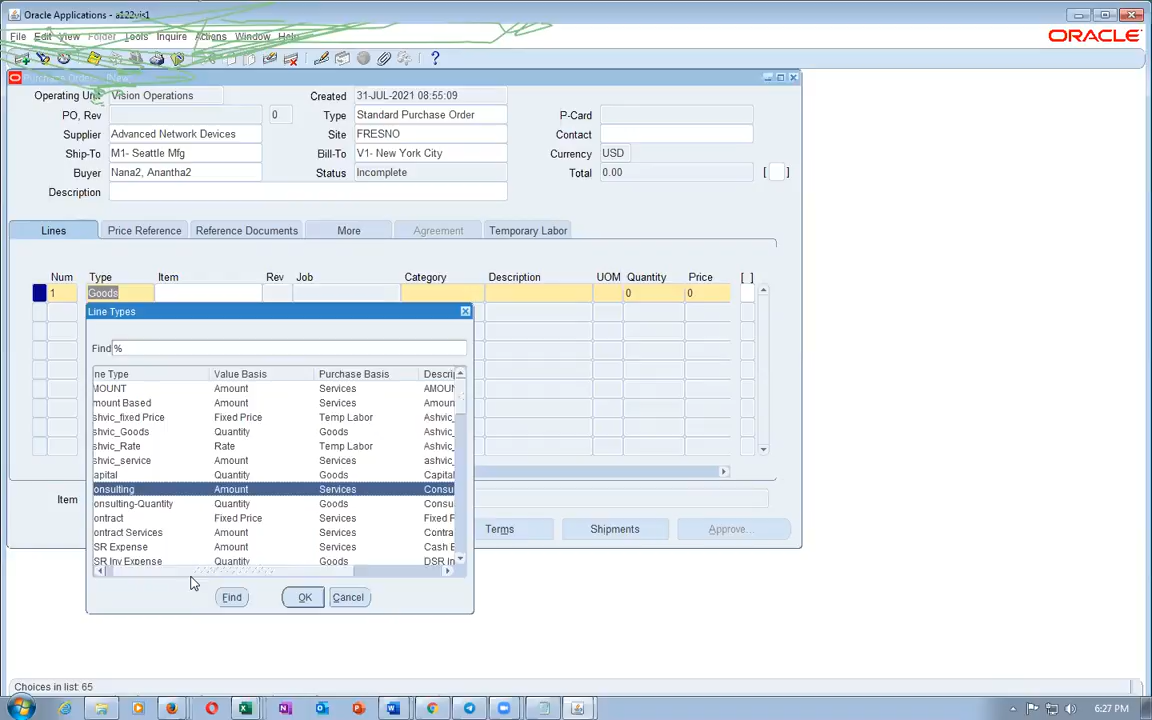 Oracle Applications - a122vis1
File Edit View Folder Tools Inquire Actions Window Help
ORACLE
Operating Unit Vision Operations Created 31-JUL-2021 08:55:09
PO, Rev 0 Type Standard Purchase Order P-Card
Supplier Advanced Network Devices Site FRESNO Contact
Ship-To M1- Seattle Mfg Bill-To V1- New York City Currency USD
Buyer Nana2, Anantha2 Status Incomplete Total 0.00 [ ]
Description
Lines Price Reference Reference Documents More Agreement Temporary Labor
Num Type Item Rev Job Category Description UOM Quantity Price [ ]
1 Goods 0 0
Line Types
Find %
ne Type Value Basis Purchase Basis Descri
MOUNT Amount Services AMOU
mount Based Amount Services Amoun
shvic_fixed Price Fixed Price Temp Labor Ashvic_
shvic_Goods Quantity Goods Ashvic_
shvic_Rate Rate Temp Labor Ashvic_
shvic_service Amount Services ashvic_
apital Quantity Goods Capital
onsulting Amount Services Consu
onsulting-Quantity Quantity Goods Consu
ontract Fixed Price Services Fixed F
ontract Services Amount Services Contra
SR Expense Amount Services Cash E
SR Inv Expense Quantity Goods DSR In
Find OK Cancel
Item
Terms Shipments Approve...
Choices in list: 65
6:27 PM